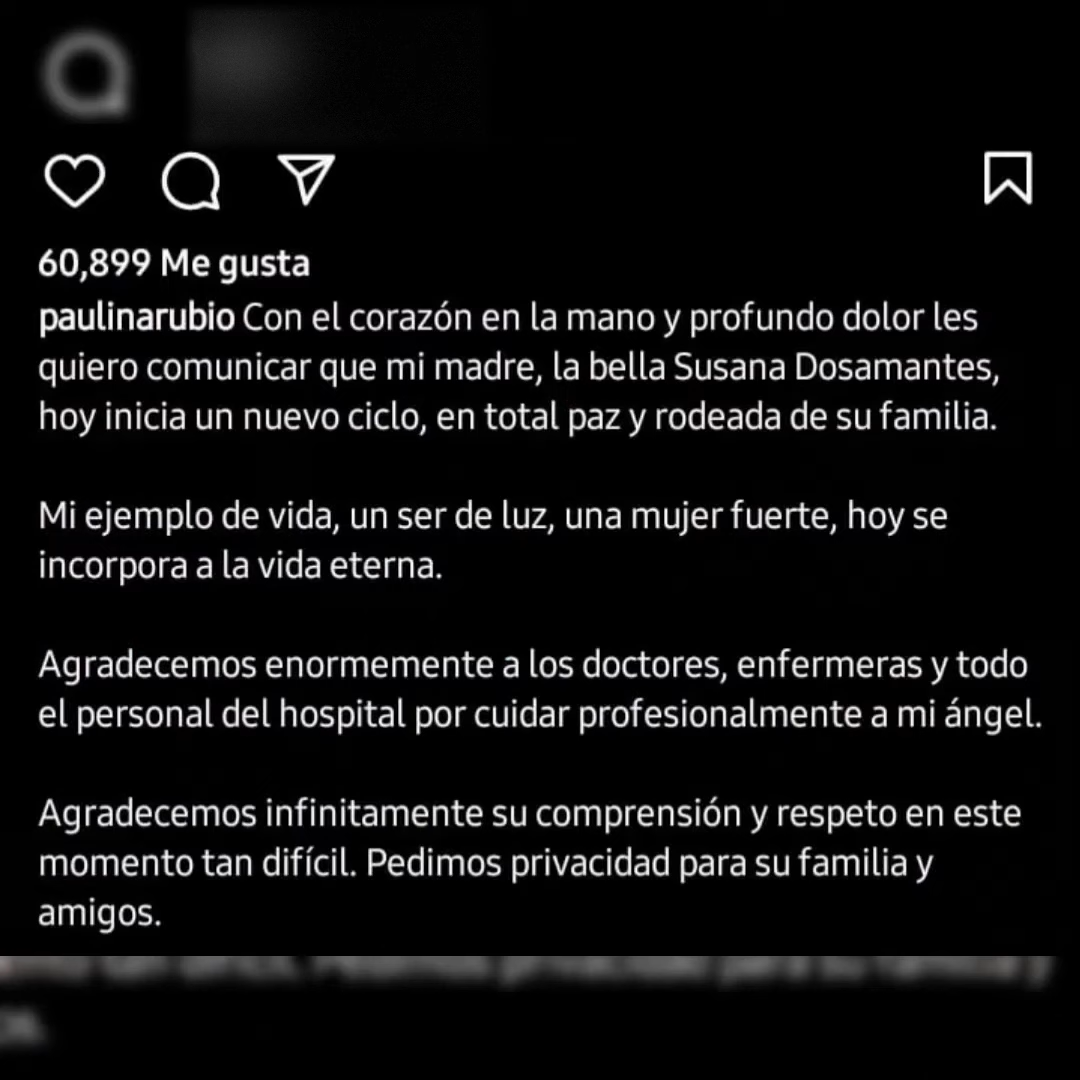 60,899 Me gusta
paulinarubio Con el corazón en la mano y profundo dolor les
quiero comunicar que mi madre, la bella Susana Dosamantes,
hoy inicia un nuevo ciclo, en total paz y rodeada de su familia.
Mi ejemplo de vida, un ser de luz, una mujer fuerte, hoy se
incorpora a la vida eterna.
Agradecemos enormemente a los doctores, enfermeras y todo
el personal del hospital por cuidar profesionalmente a mi ángel.
Agradecemos infinitamente su comprensión y respeto en este
momento tan difícil. Pedimos privacidad para su familia y
amigos.